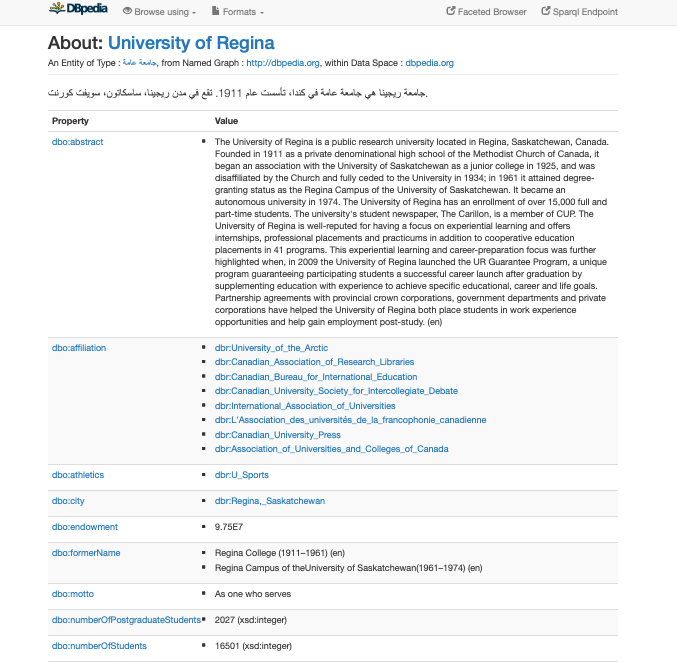 DBpedia Browse using Formats Faceted Browser Sparql Endpoint
About: University of Regina
An Entity of Type : جامعة عامة, from Named Graph : http://dbpedia.org, within Data Space : dbpedia.org
جامعة ريجينا هي جامعة عامة في كندا، تأسست عام 1911. تقع في مدن ريجينا، ساسكاتون، سويفت كورنت.
Property Value
dbo:abstract
▪ The University of Regina is a public research university located in Regina, Saskatchewan, Canada.
Founded in 1911 as a private denominational high school of the Methodist Church of Canada, it
began an association with the University of Saskatchewan as a junior college in 1925, and was
disaffiliated by the Church and fully ceded to the University in 1934; in 1961 it attained degree-
granting status as the Regina Campus of the University of Saskatchewan. It became an
autonomous university in 1974. The University of Regina has an enrollment of over 15,000 full and
part-time students. The university's student newspaper, The Carillon, is a member of CUP. The
University of Regina is well-reputed for having a focus on experiential learning and offers
internships, professional placements and practicums in addition to cooperative education
placements in 41 programs. This experiential learning and career-preparation focus was further
highlighted when, in 2009 the University of Regina launched the UR Guarantee Program, a unique
program guaranteeing participating students a successful career launch after graduation by
supplementing education with experience to achieve specific educational, career and life goals.
Partnership agreements with provincial crown corporations, government departments and private
corporations have helped the University of Regina both place students in work experience
opportunities and help gain employment post-study. (en)
dbo:affiliation
▪ dbr:University_of_the_Arctic
▪ dbr:Canadian_Association_of_Research_Libraries
▪ dbr:Canadian_Bureau_for_International_Education
▪ dbr:Canadian_University_Society_for_Intercollegiate_Debate
▪ dbr:International_Association_of_Universities
▪ dbr:L'Association_des_universités_de_la_francophonie_canadienne
▪ dbr:Canadian_University_Press
▪ dbr:Association_of_Universities_and_Colleges_of_Canada
dbo:athletics ▪ dbr:U_Sports
dbo:city ▪ dbr:Regina,_Saskatchewan
dbo:endowment ▪ 9.75E7
dbo:formerName ▪ Regina College (1911–1961) (en)
▪ Regina Campus of theUniversity of Saskatchewan(1961–1974) (en)
dbo:motto ▪ As one who serves
dbo:numberOfPostgraduateStudents ▪ 2027 (xsd:integer)
dbo:numberOfStudents ▪ 16501 (xsd:integer)